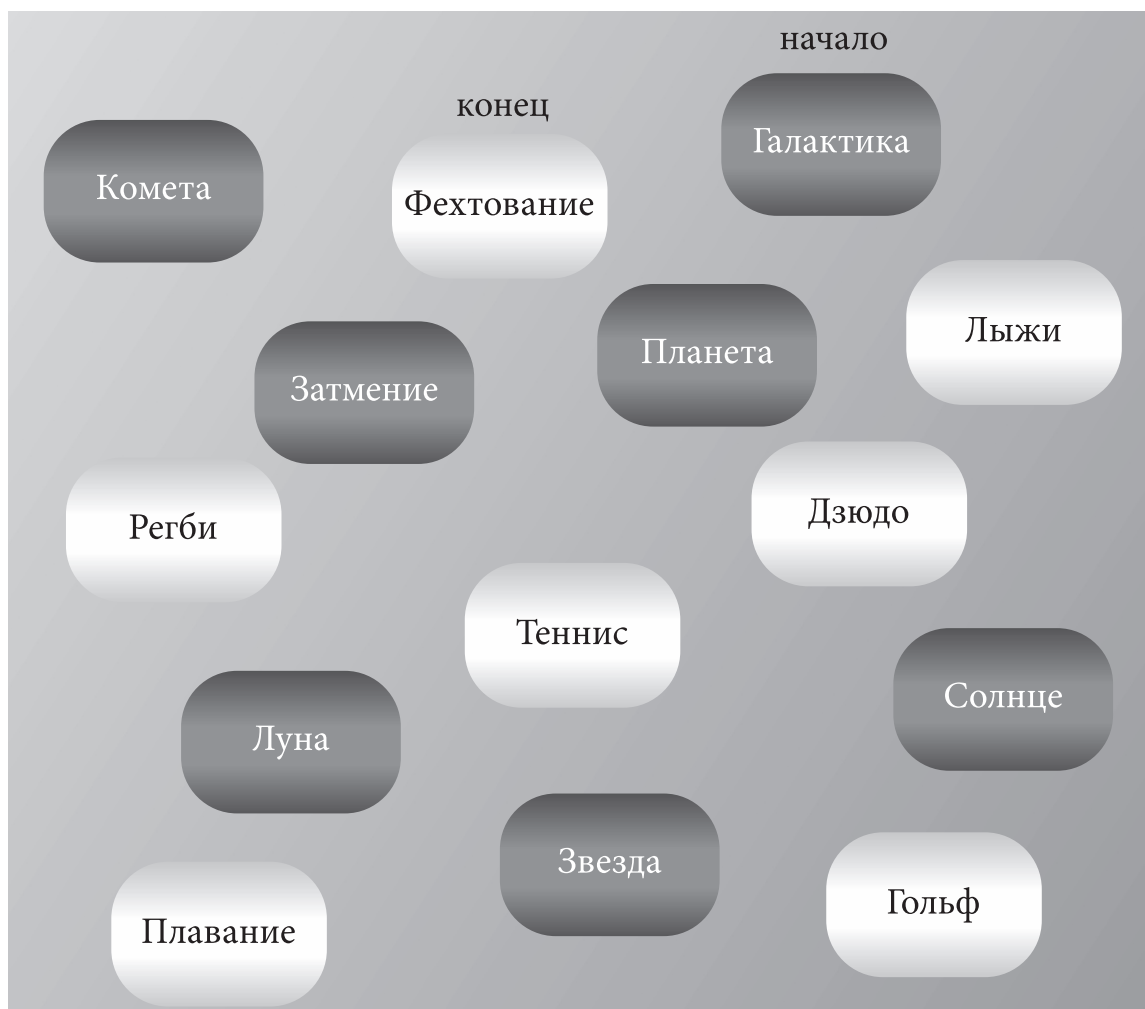 начало
конец
Галактика
Комета
Фехтование
Лыжи
Планета
Затмение
Дзюдо
Регби
Теннис
Солнце
Луна
Звезда
Гольф
Плавание